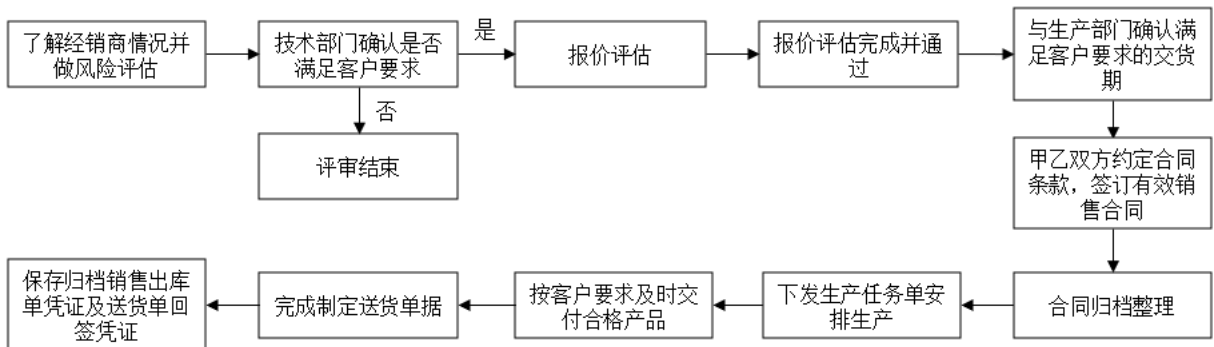 了解经销商情况并
做风险评估
技术部门确认是否
满足客户要求
是
报价评估
报价评估完成并通
过
与生产部门确认满
足客户要求的交货
期
否
评审结束
甲乙双方约定合同
条款，签订有效销
售合同
合同归档整理
下发生产任务单安
排生产
按客户要求及时交
付合格产品
完成制定送货单据
保存归档销售出库
单凭证及送货单回
签凭证